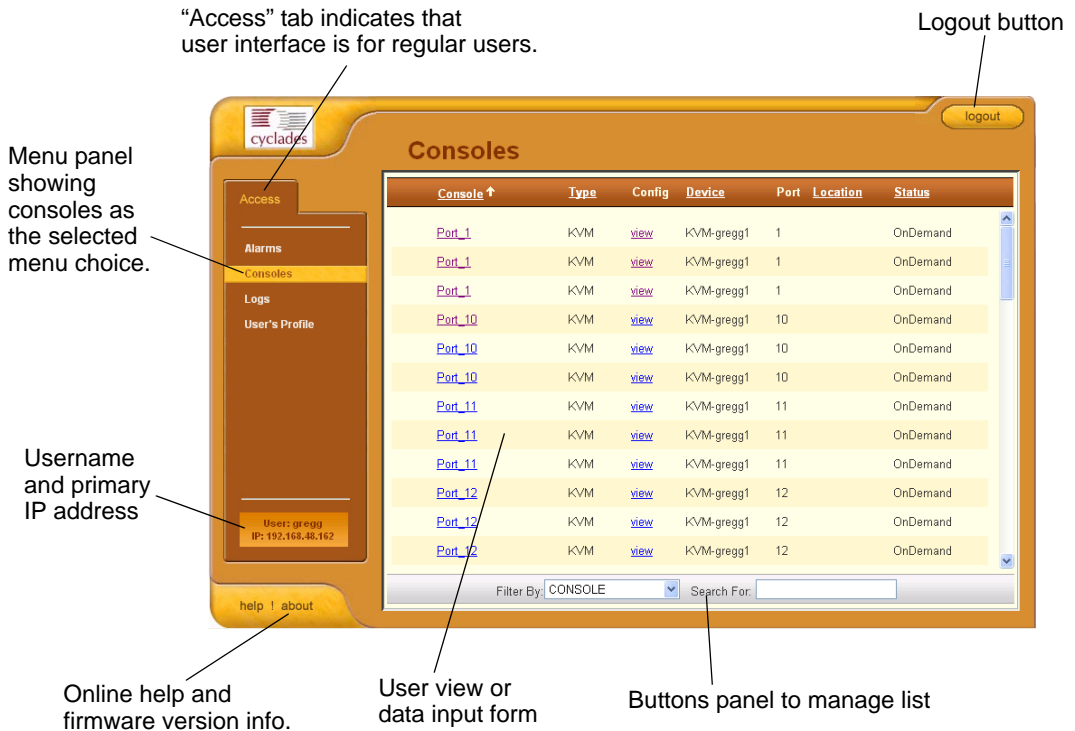 “Access” tab indicates that
user interface is for regular users.
Logout button
cyclades
logout
Consoles
Menu panel
showing
consoles as
the selected
menu choice.
Access
Alarms
Consoles
Logs
User's Profile
Console Type Config Device Port Location Status
Port_1 KVM view KVM-gregg1 1 OnDemand
Port_1 KVM view KVM-gregg1 1 OnDemand
Port_1 KVM view KVM-gregg1 1 OnDemand
Port_10 KVM view KVM-gregg1 10 OnDemand
Port_10 KVM view KVM-gregg1 10 OnDemand
Port_10 KVM view KVM-gregg1 10 OnDemand
Port_11 KVM view KVM-gregg1 11 OnDemand
Port_11 KVM view KVM-gregg1 11 OnDemand
Port_11 KVM view KVM-gregg1 11 OnDemand
Port_12 KVM view KVM-gregg1 12 OnDemand
Port_12 KVM view KVM-gregg1 12 OnDemand
Port_12 KVM view KVM-gregg1 12 OnDemand
Username
and primary
IP address
User: gregg
IP: 192.168.48.162
Filter By: CONSOLE Search For:
help ! about
Online help and
firmware version info.
User view or
data input form
Buttons panel to manage list